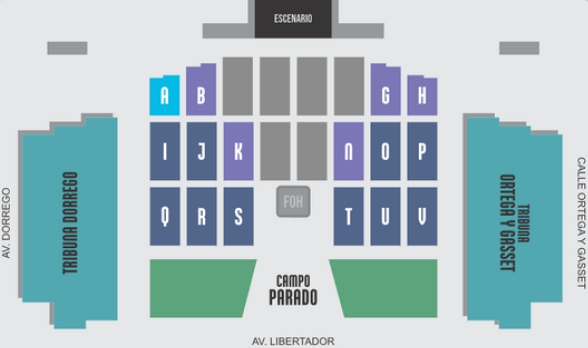 ESCENARIO
A
B
G
H
I
J
K
N
O
P
Q
R
S
FOH
T
U
V
TRIBUNA DORREGO
TRIBUNA
ORTEGA Y GASSET
AV. DORREGO
CALLE ORTEGA Y GASSET
CAMPO
PARADO
AV. LIBERTADOR